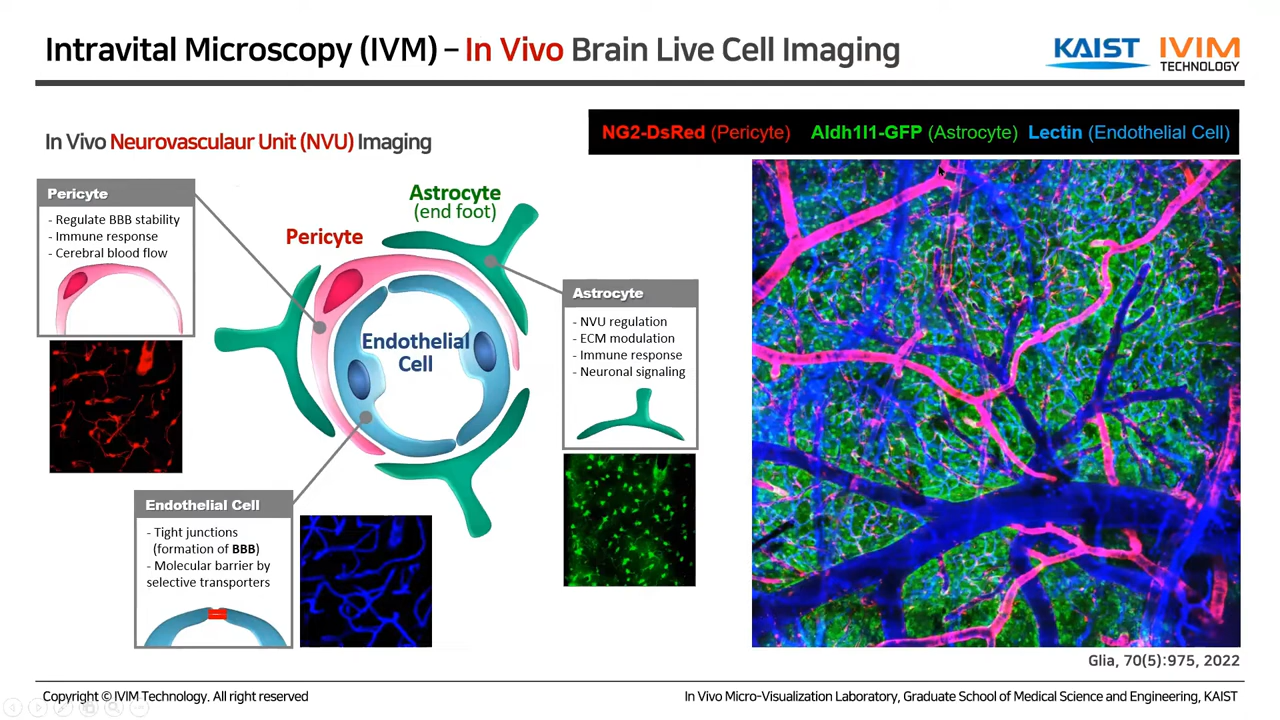 Intravital Microscopy (IVM) – In Vivo Brain Live Cell Imaging
KAIST IVIM
TECHNOLOGY
In Vivo Neurovasculaur Unit (NVU) Imaging
NG2-DsRed (Pericyte) Aldh1l1-GFP (Astrocyte) Lectin (Endothelial Cell)
Pericyte
- Regulate BBB stability
- Immune response
- Cerebral blood flow
Astrocyte
(end foot)
Pericyte
Endothelial
Cell
Astrocyte
- NVU regulation
- ECM modulation
- Immune response
- Neuronal signaling
Endothelial Cell
- Tight junctions
(formation of BBB)
- Molecular barrier by
selective transporters
Glia, 70(5):975, 2022
Copyright © IVIM Technology. All right reserved
In Vivo Micro-Visualization Laboratory, Graduate School of Medical Science and Engineering, KAIST